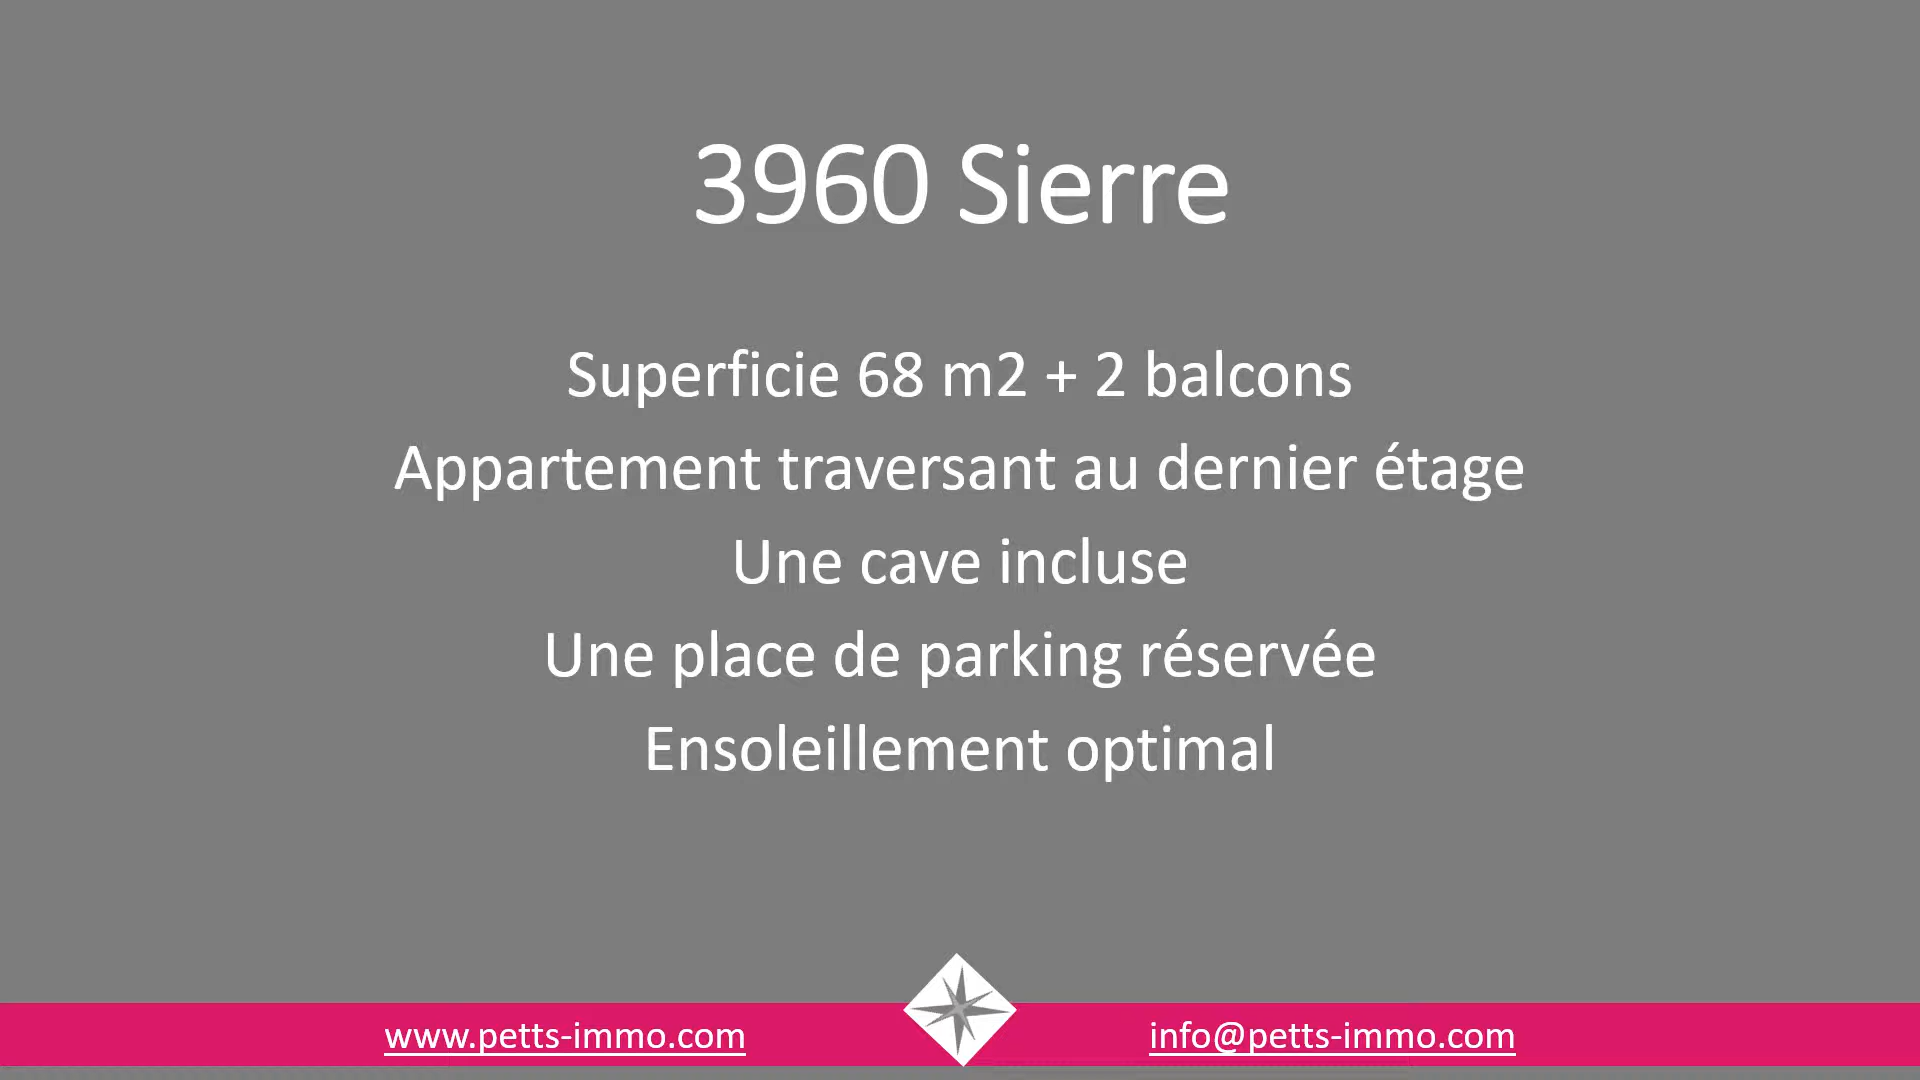 3960 Sierre
Superficie 68 m2 + 2 balcons
Appartement traversant au dernier étage
Une cave incluse
Une place de parking réservée
Ensoleillement optimal
www.petts-immo.com
info@petts-immo.com